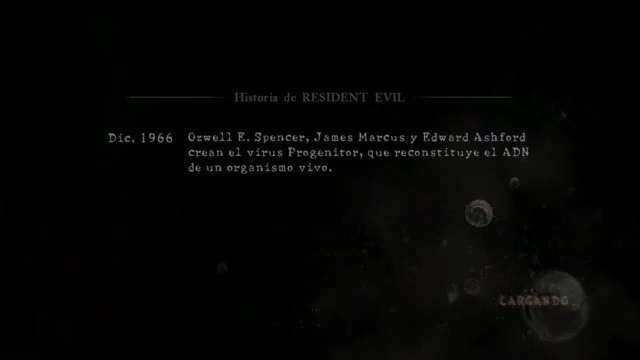 Historia de RESIDENT EVIL
Dic. 1966 Ozwell E. Spencer, James Marcus y Edward Ashford
crean el virus Progenitor, que reconstituye el ADN
de un organismo vivo.
CARGANDO